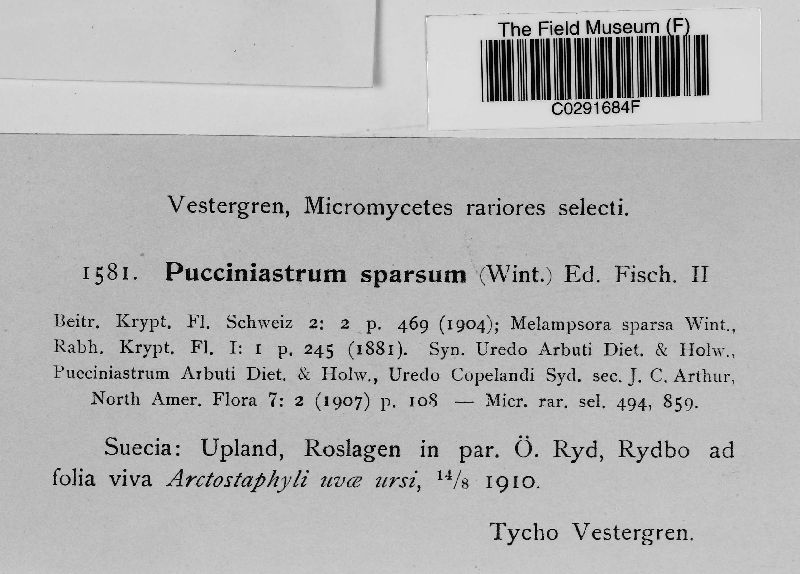 The Field Museum (F)
C0291684F
Vestergren, Micromycetes rariores selecti.
1581. Pucciniastrum sparsum (Wint.) Ed. Fisch. II
Beitr. Krypt. Fl. Schweiz 2: 2 p. 469 (1904); Melampsora sparsa Wint.,
Rabh. Krypt. Fl. I: 1 p. 245 (1881). Syn. Uredo Arbuti Diet. & Holw.,
Pucciniastrum Arbuti Diet. & Holw., Uredo Copelandi Syd. sec. J. C. Arthur,
North Amer. Flora 7: 2 (1907) p. 108 — Micr. rar. sel. 494, 859.
Suecia: Upland, Roslagen in par. Ö. Ryd, Rydbo ad
folia viva Arctostaphyli uvæ ursi, 14/8 1910.
Tycho Vestergren.